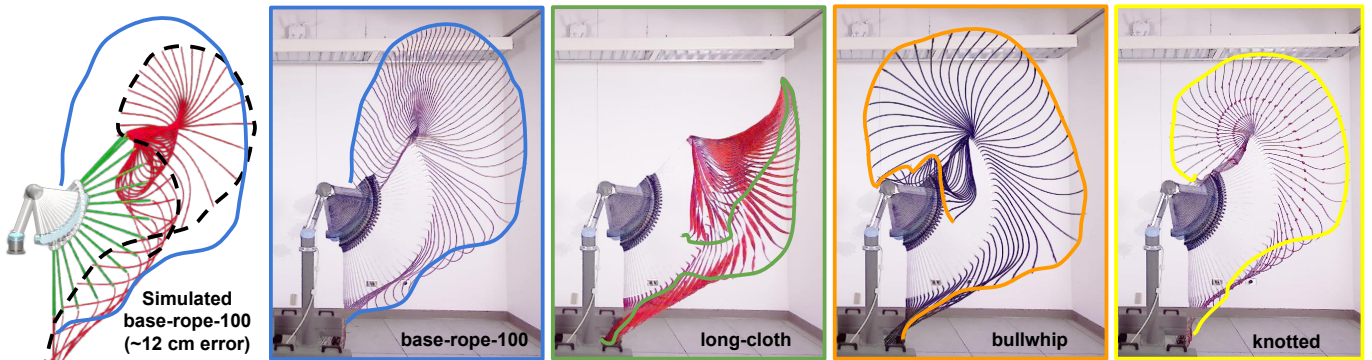 Simulated
base-rope-100
(~12 cm error)
base-rope-100
long-cloth
bullwhip
knotted